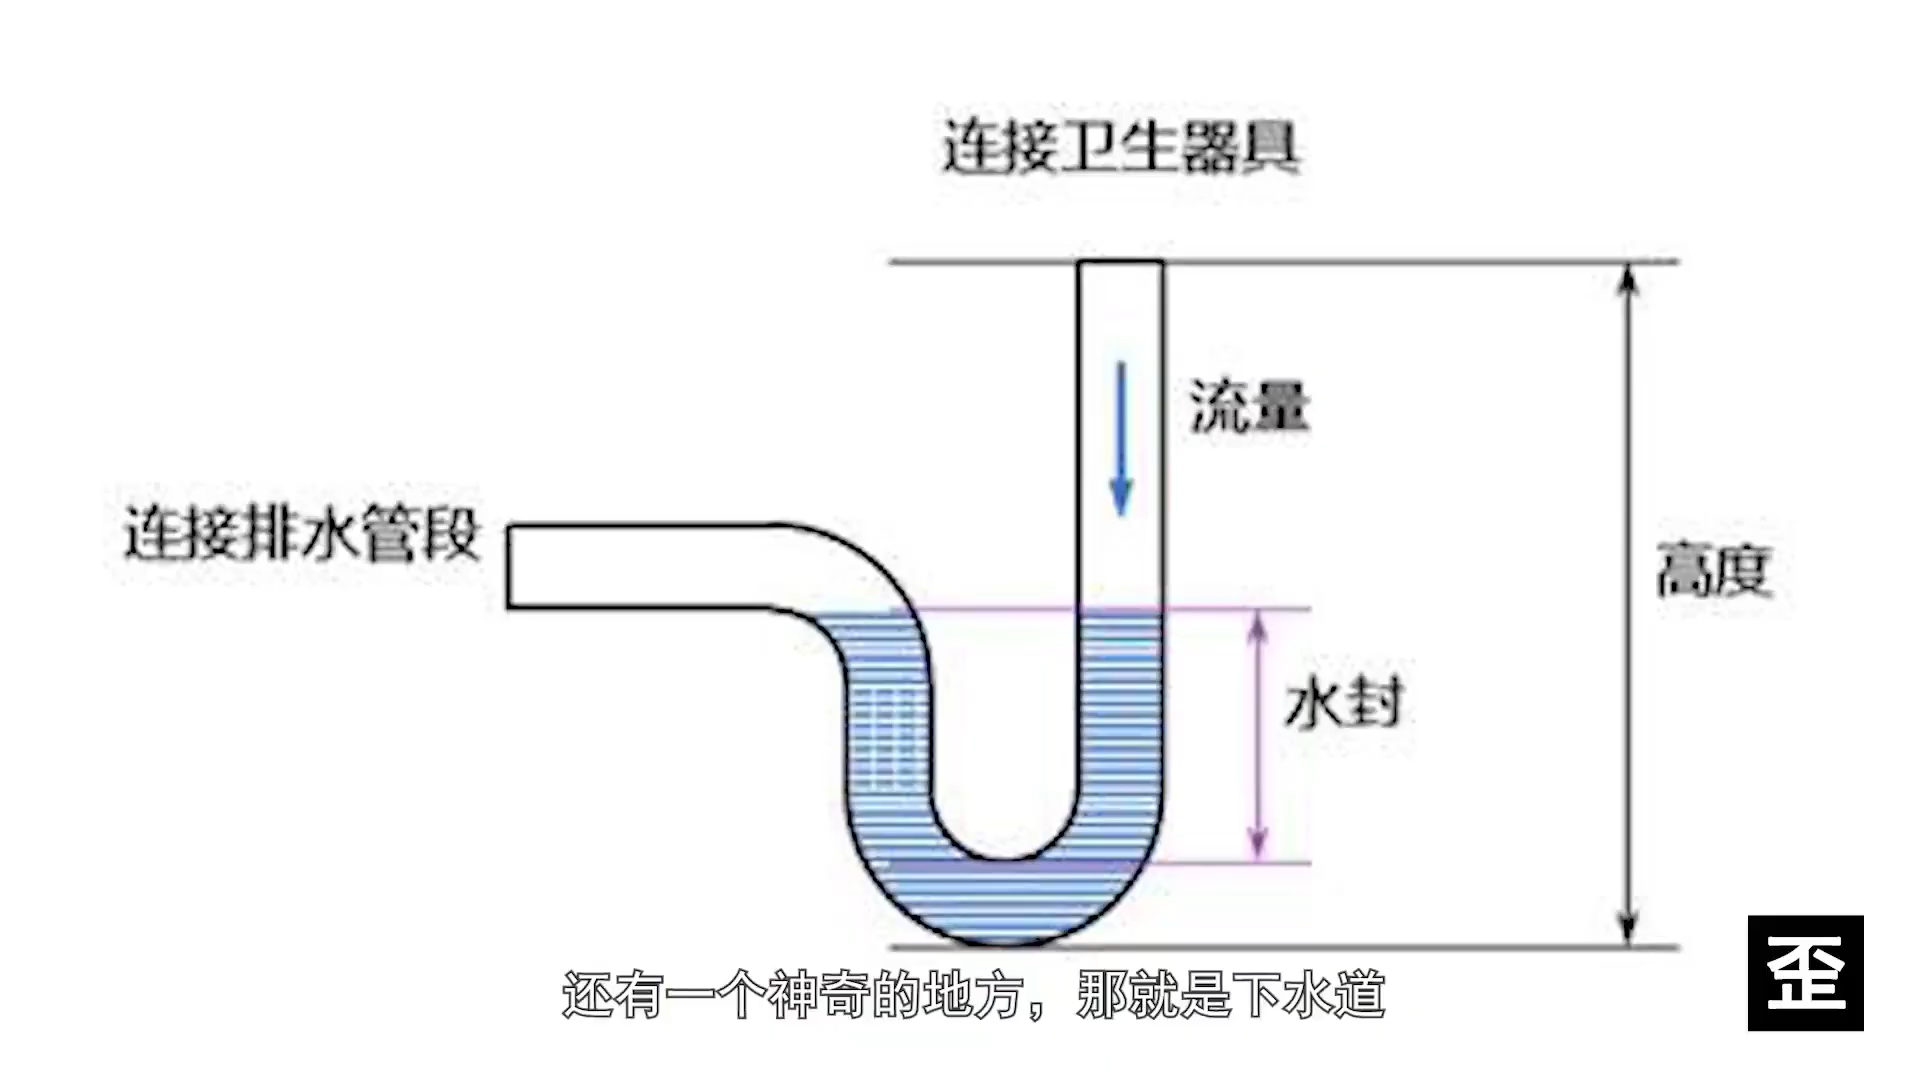 连接卫生器具
流量
连接排水管段
高度
水封
还有一个神奇的地方，那就是下水道
歪